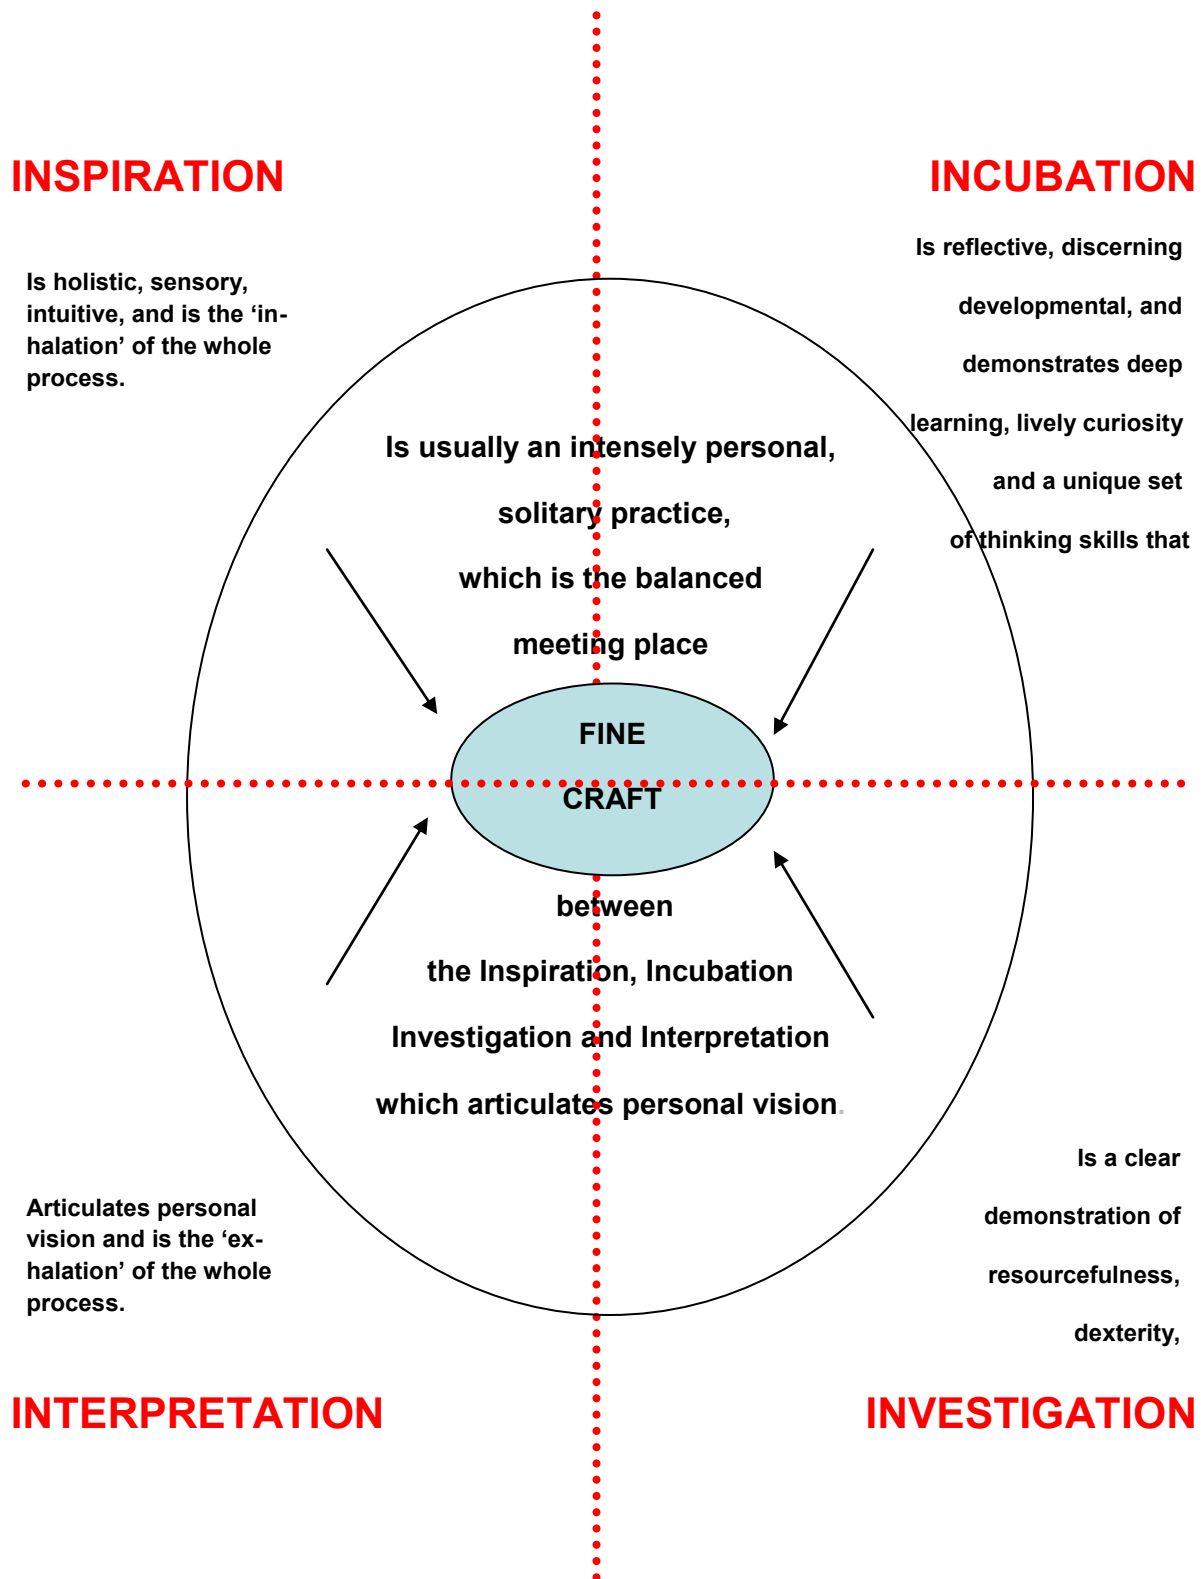 INSPIRATION
Is holistic, sensory,
intuitive, and is the ‘in-
halation’ of the whole
process.
INCUBATION
Is reflective, discerning
developmental, and
demonstrates deep
learning, lively curiosity
and a unique set
of thinking skills that
Is usually an intensely personal,
solitary practice,
which is the balanced
meeting place
FINE
CRAFT
between
the Inspiration, Incubation
Investigation and Interpretation
which articulates personal vision.
Articulates personal
vision and is the ‘ex-
halation’ of the whole
process.
INTERPRETATION
Is a clear
demonstration of
resourcefulness,
dexterity,
INVESTIGATION